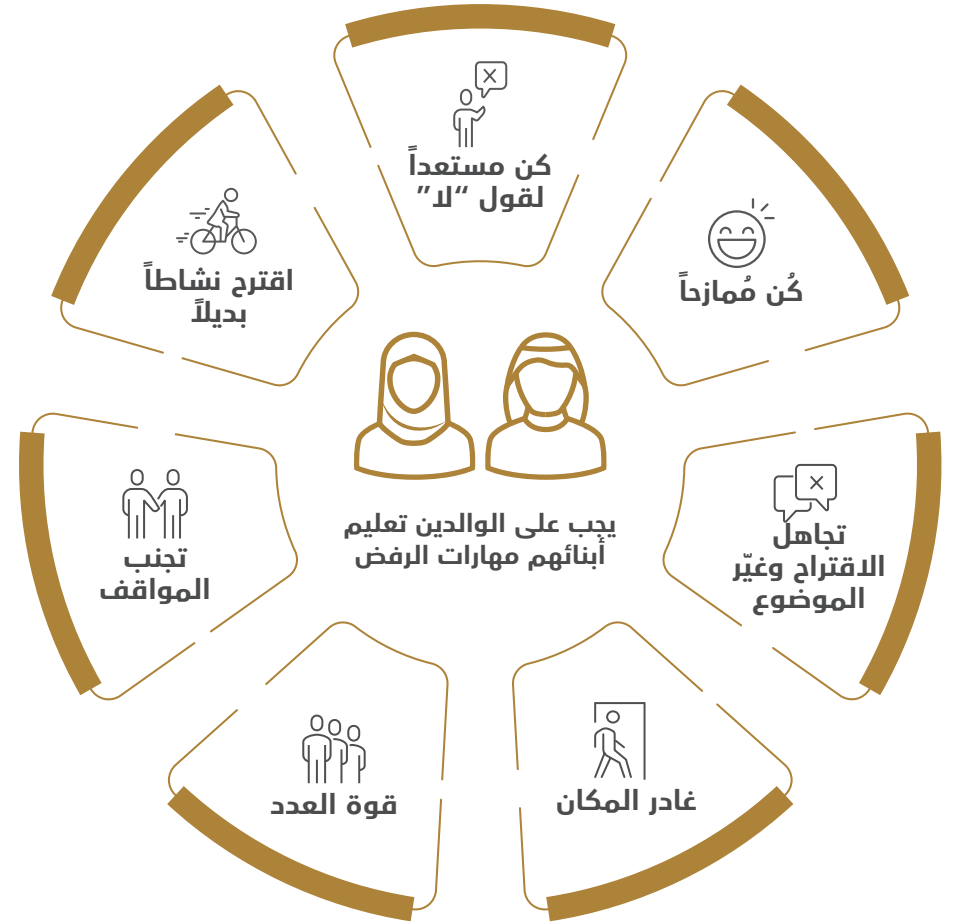 كن مستعداً
لقول “لا”
كُن مُمازحاً
تجاهل
الاقتراح وغيّر
الموضوع
غادر المكان
قوة العدد
تجنب
المواقف
اقترح نشاطاً
بديلاً
يجب على الوالدين تعليم
أبنائهم مهارات الرفض